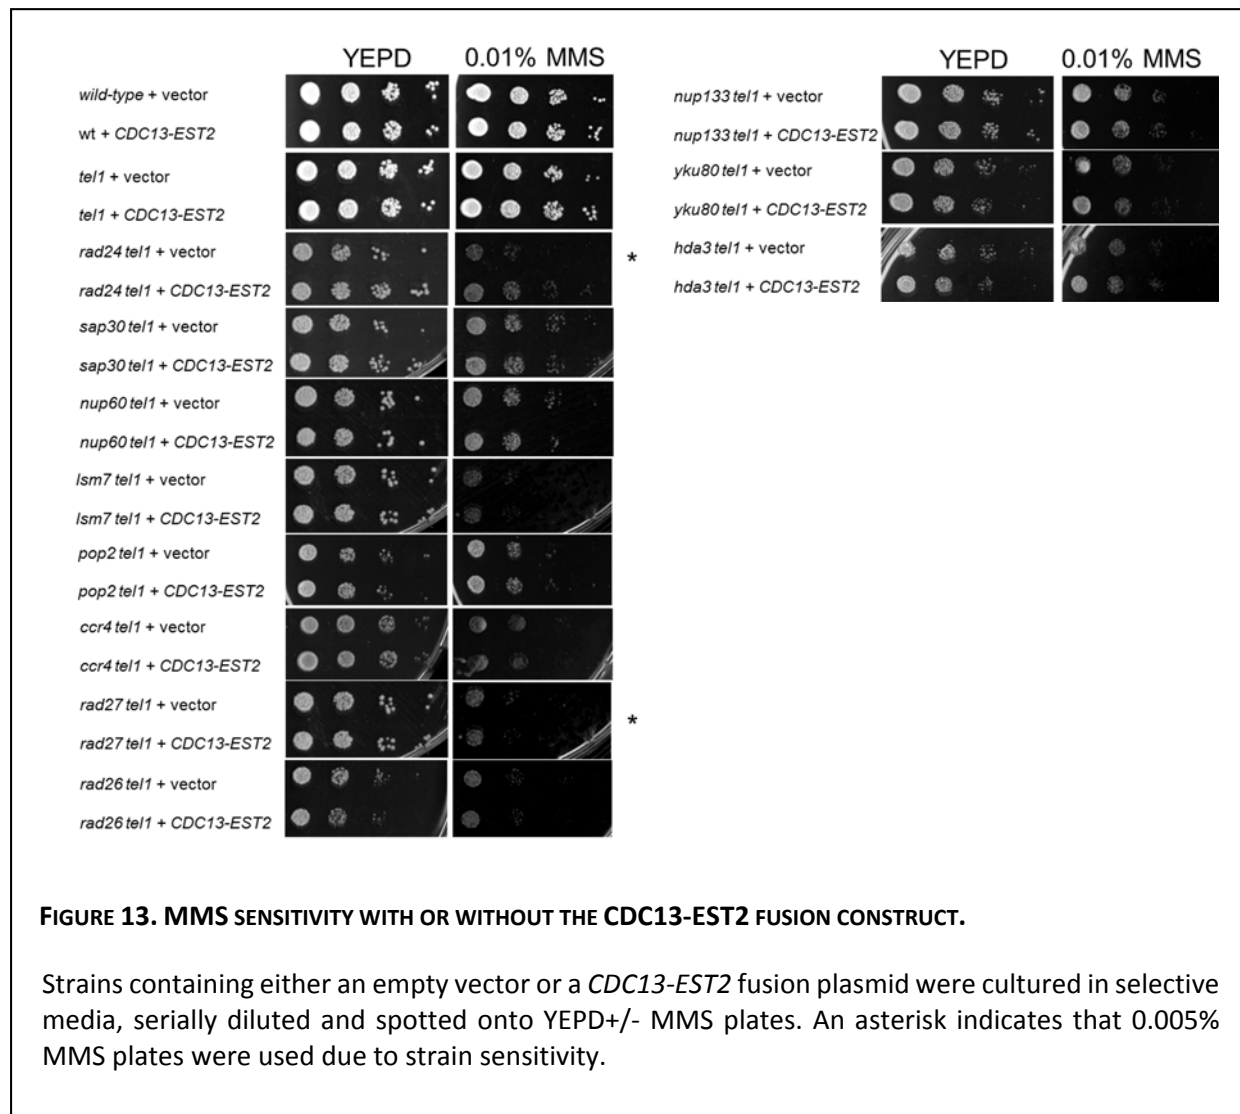 YEPD 0.01% MMS
wild-type + vector
wt + CDC13-EST2
tel1 + vector
tel1 + CDC13-EST2
rad24 tel1 + vector
*
rad24 tel1 + CDC13-EST2
sap30 tel1 + vector
sap30 tel1 + CDC13-EST2
nup60 tel1 + vector
nup60 tel1 + CDC13-EST2
lsm7 tel1 + vector
lsm7 tel1 + CDC13-EST2
pop2 tel1 + vector
pop2 tel1 + CDC13-EST2
ccr4 tel1 + vector
ccr4 tel1 + CDC13-EST2
rad27 tel1 + vector
*
rad27 tel1 + CDC13-EST2
rad26 tel1 + vector
rad26 tel1 + CDC13-EST2
YEPD 0.01% MMS
nup133 tel1 + vector
nup133 tel1 + CDC13-EST2
yku80 tel1 + vector
yku80 tel1 + CDC13-EST2
hda3 tel1 + vector
hda3 tel1 + CDC13-EST2
FIGURE 13. MMS SENSITIVITY WITH OR WITHOUT THE CDC13-EST2 FUSION CONSTRUCT.
Strains containing either an empty vector or a CDC13-EST2 fusion plasmid were cultured in selective
media, serially diluted and spotted onto YEPD+/- MMS plates. An asterisk indicates that 0.005%
MMS plates were used due to strain sensitivity.